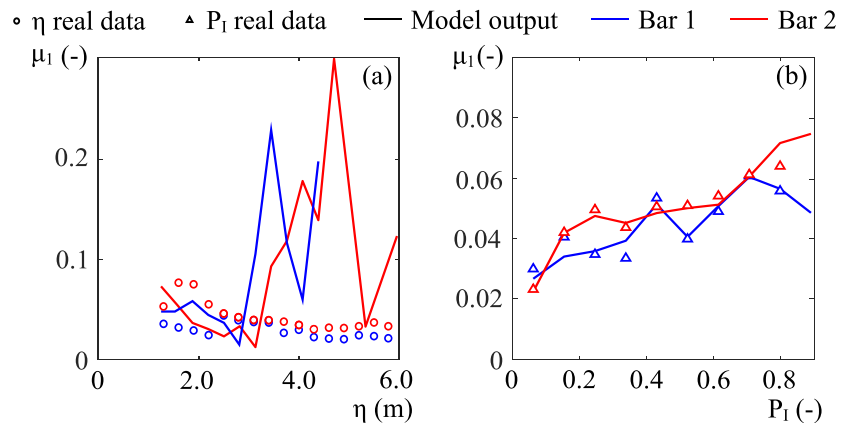 η real data P_I real data Model output Bar 1 Bar 2
μ₁ (-) (a) μ₁(-) (b)
0.08
0.2
0.06
0.04
0.1
0.02
0 0
0 2.0 4.0 6.0 0 0.2 0.4 0.6 0.8
η (m) P_I (-)